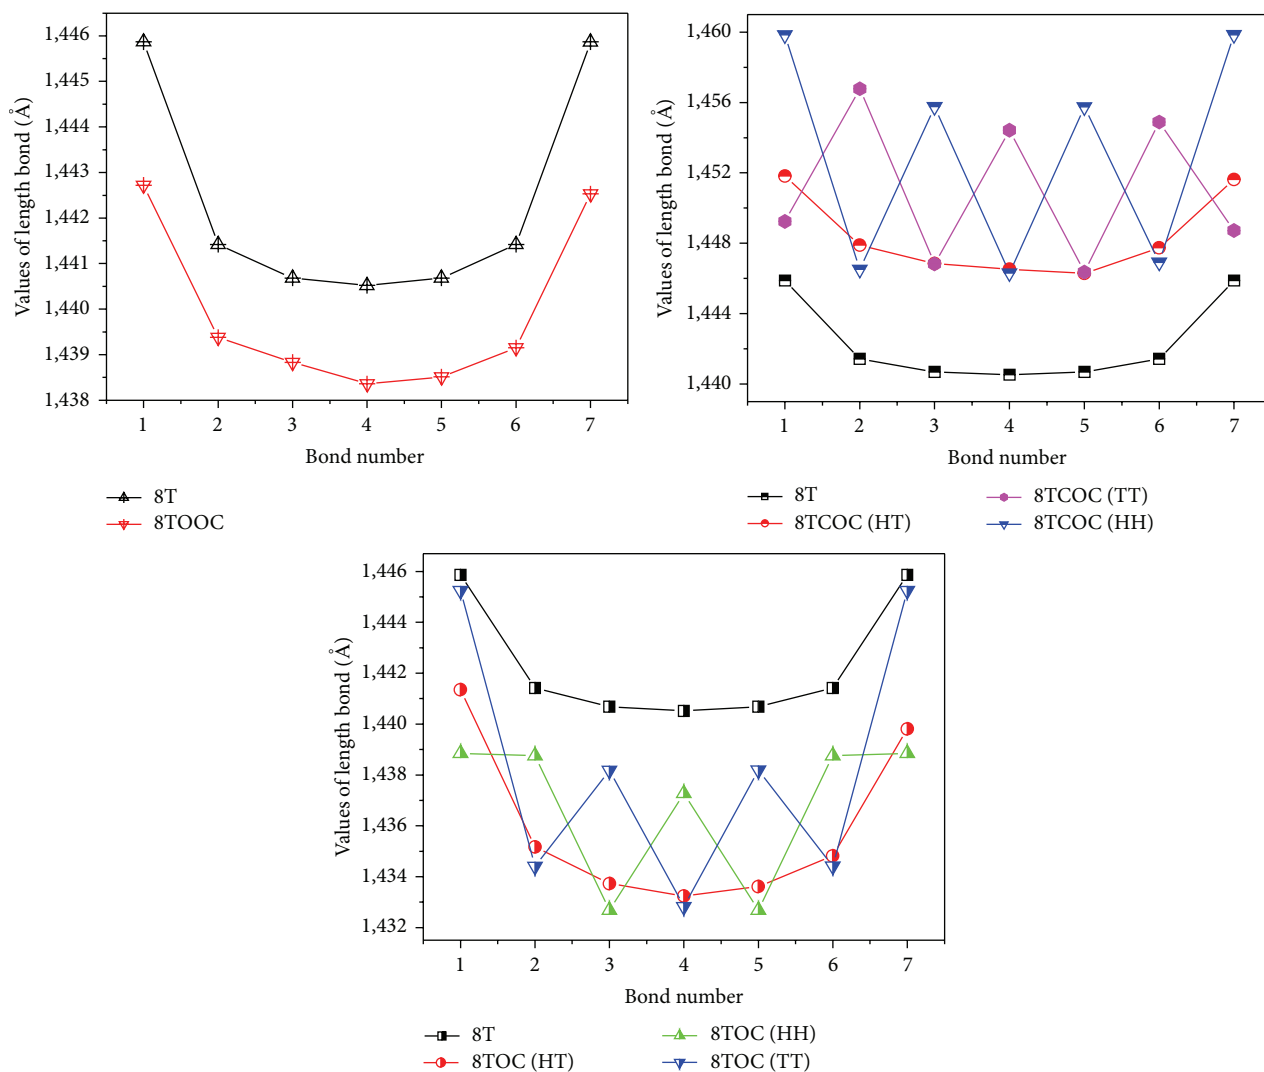 Values of length bond (Å)
1,446
1,445
1,444
1,443
1,442
1,441
1,440
1,439
1,438
1 2 3 4 5 6 7
Bond number
8T
8TOOC
Values of length bond (Å)
1,460
1,456
1,452
1,448
1,444
1,440
1 2 3 4 5 6 7
Bond number
8T
8TCOC (HT)
8TCOC (TT)
8TCOC (HH)
Values of length bond (Å)
1,446
1,444
1,442
1,440
1,438
1,436
1,434
1,432
1 2 3 4 5 6 7
Bond number
8T
8TOC (HT)
8TOC (HH)
8TOC (TT)